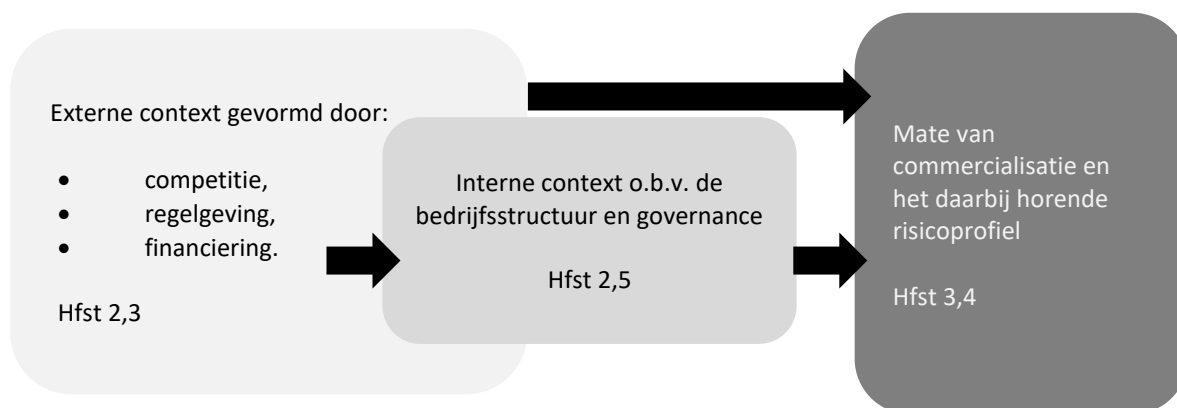 Externe context gevormd door:
• competitie,
• regelgeving,
• financiering.
Hfst 2,3
Interne context o.b.v. de
bedrijfsstructuur en governance
Hfst 2,5
Mate van
commercialisatie en
het daarbij horende
risicoprofiel
Hfst 3,4